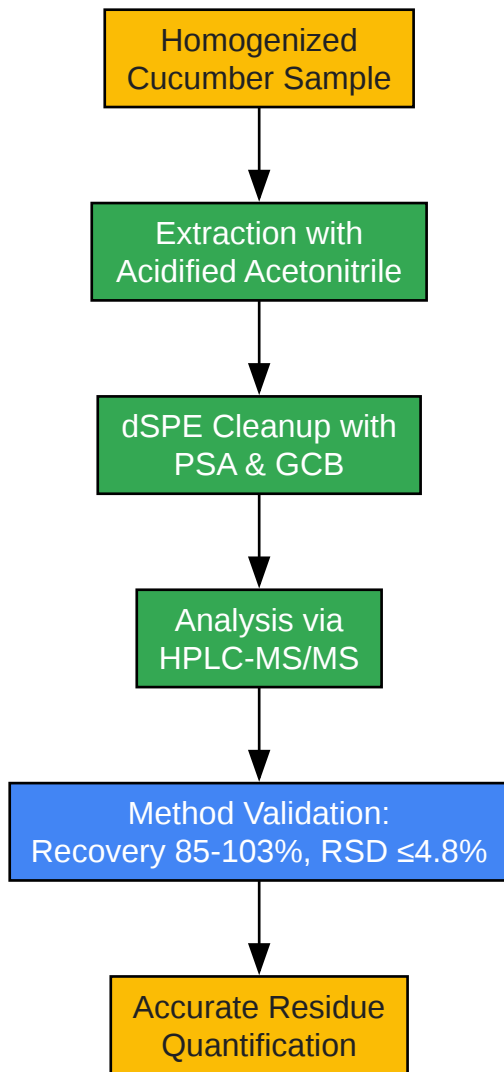 Homogenized
Cucumber Sample
Extraction with
Acidified Acetonitrile
dSPE Cleanup with
PSA & GCB
Analysis via
HPLC-MS/MS
Method Validation:
Recovery 85-103%, RSD ≤4.8%
Accurate Residue
Quantification